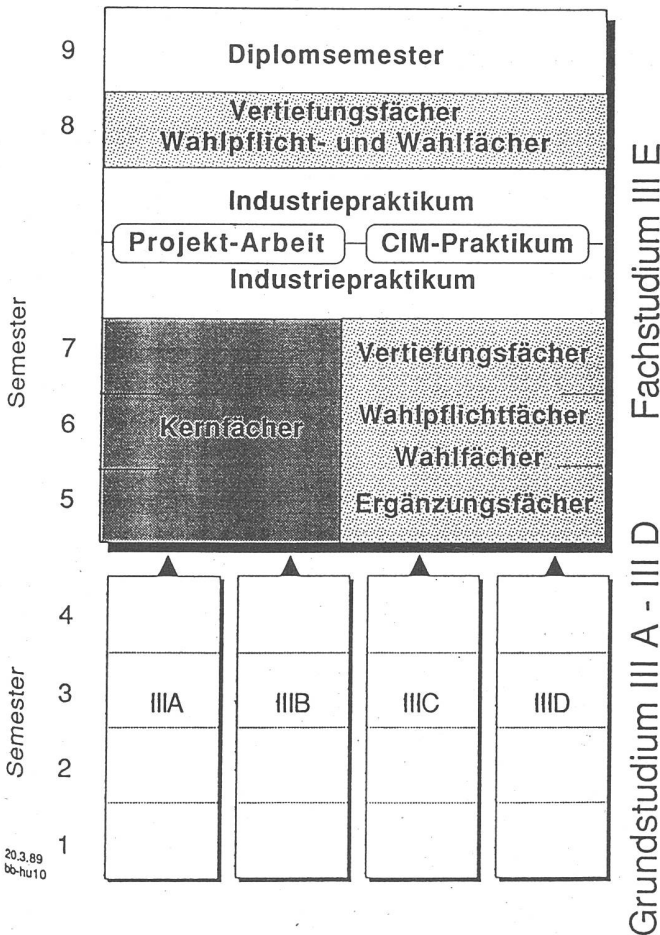 9
Diplomsemester
8
Vertiefungsfächer
Wahlpflicht- und Wahlfächer
Industriepraktikum
Projekt-Arbeit
CIM-Praktikum
Industriepraktikum
Fachstudium III E
Semester
7
Vertiefungsfächer
6
Kernfächer
Wahlpflichtfächer
Wahlfächer
5
Ergänzungsfächer
4
Semester
3
IIIA
IIIB
IIIC
IIID
2
1
Grundstudium III A - III D
20.3.89
bb-hu10